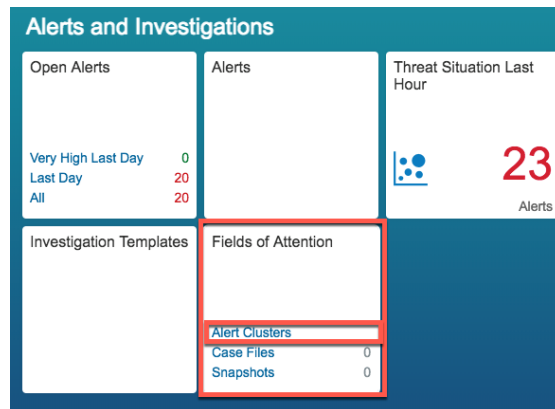 Alerts and Investigations
Open Alerts
Very High Last Day 0
Last Day 20
All 20
Alerts
Threat Situation Last
Hour
23
Alerts
Investigation Templates
Fields of Attention
Alert Clusters
Case Files 0
Snapshots 0